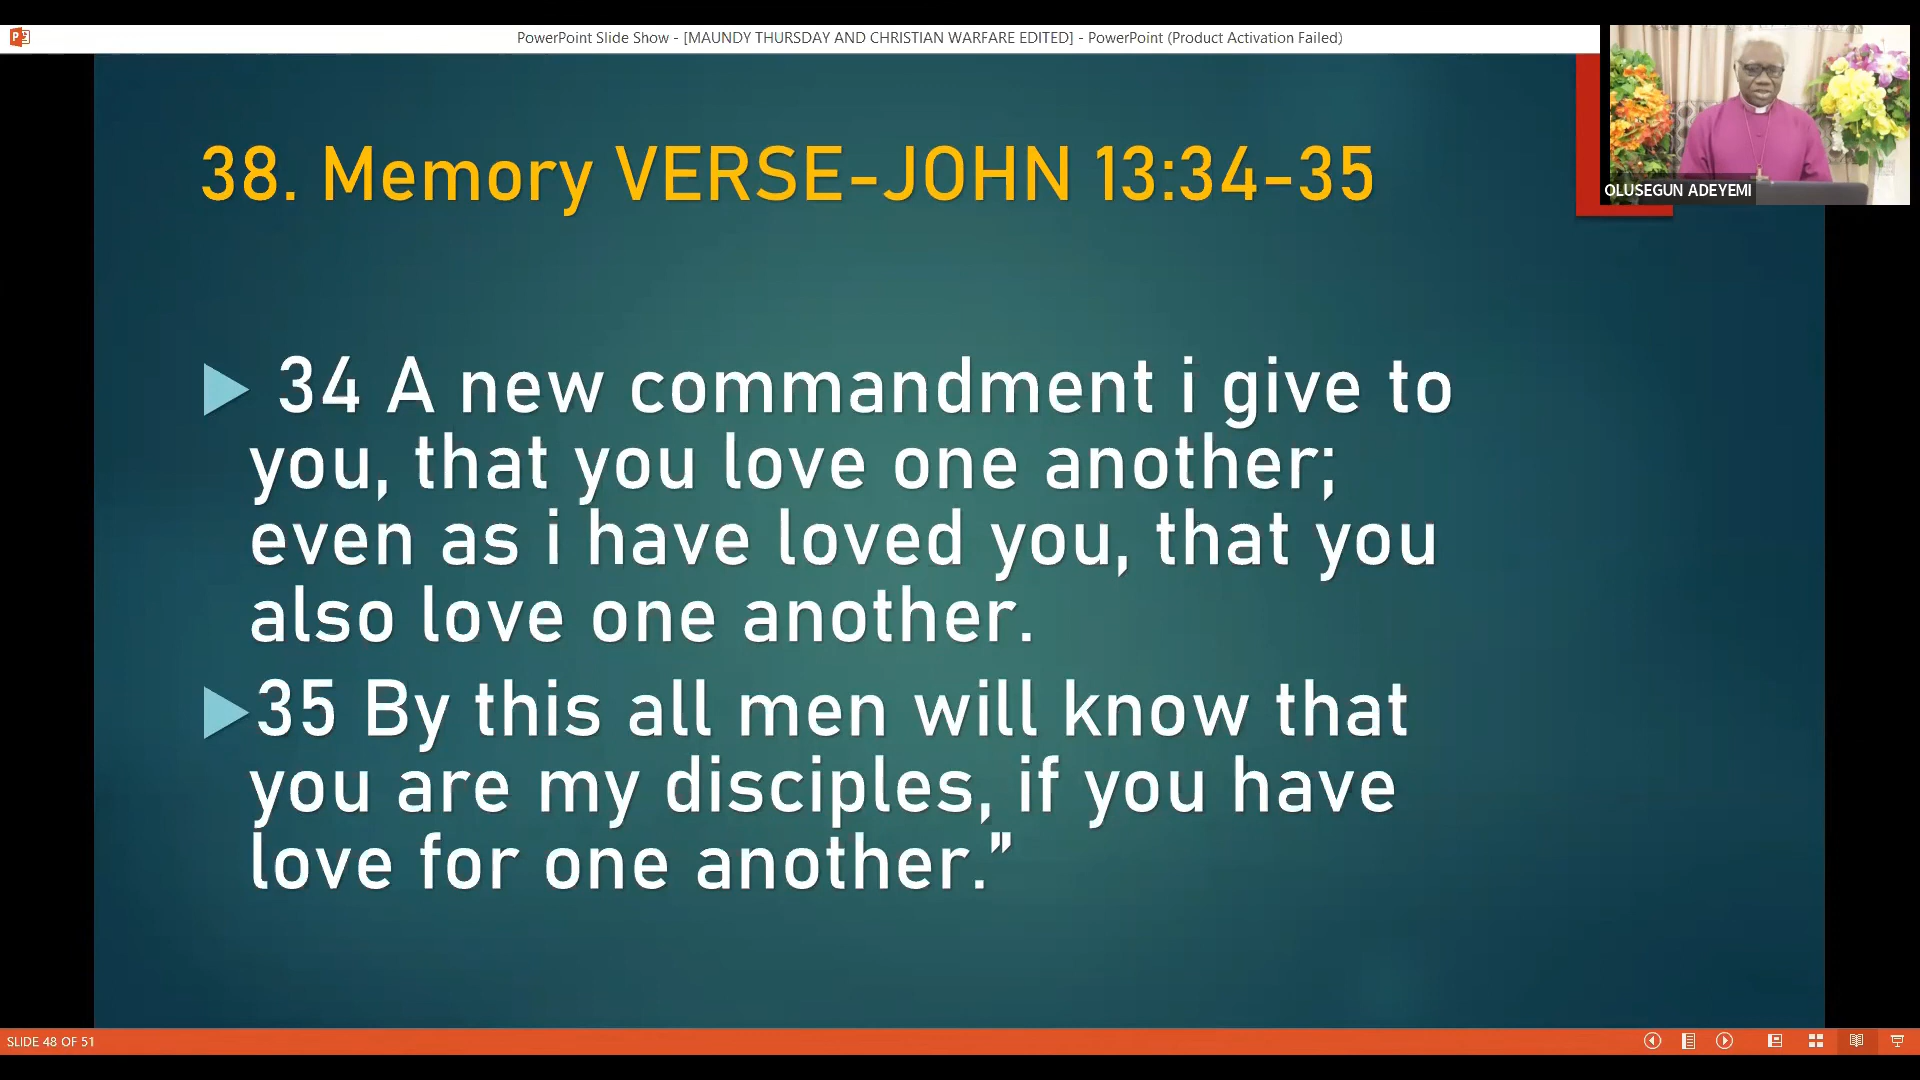 PowerPoint Slide Show - [MAUNDY THURSDAY AND CHRISTIAN WARFARE EDITED] - PowerPoint (Product Activation Failed)
OLUSEGUN ADEYEMI
38. Memory VERSE-JOHN 13:34-35
34 A new commandment i give to
you, that you love one another;
even as i have loved you, that you
also love one another.
35 By this all men will know that
you are my disciples, if you have
love for one another.”
SLIDE 48 OF 51